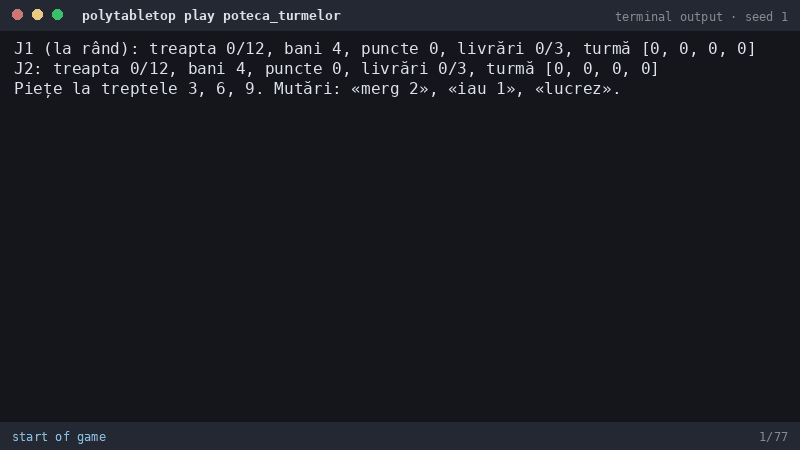 polytabletop play poteca_turmelor
terminal output · seed 1
J1 (la rând): treapta 0/12, bani 4, puncte 0, livrări 0/3, turmă [0, 0, 0, 0]
J2: treapta 0/12, bani 4, puncte 0, livrări 0/3, turmă [0, 0, 0, 0]
Piețe la treptele 3, 6, 9. Mutări: «merg 2», «iau 1», «lucrez».
start of game
1/77